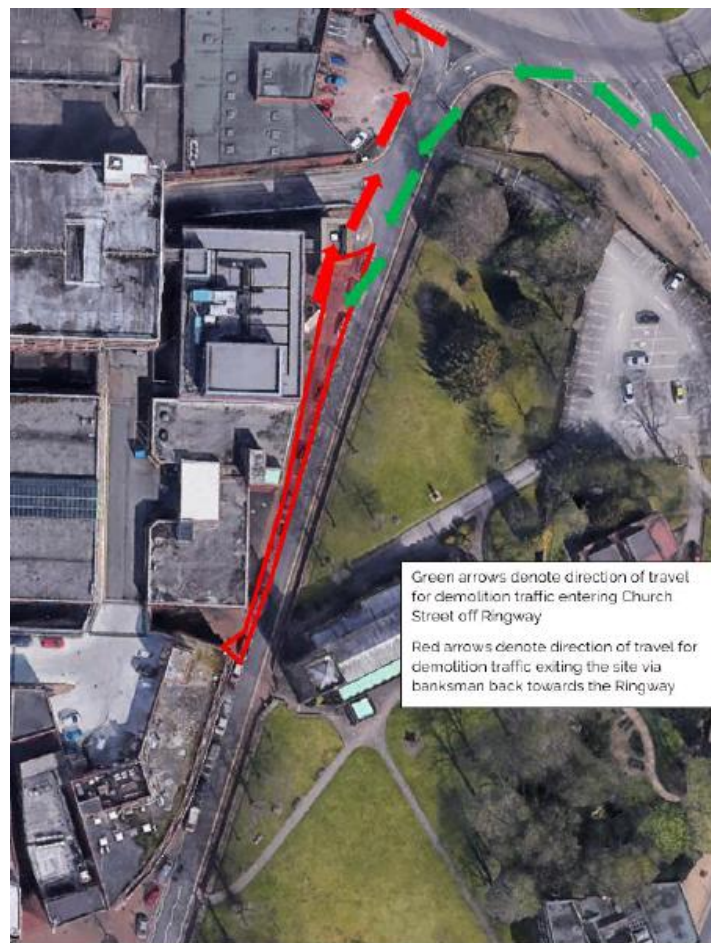 Green arrows denote direction of travel
for demolition traffic entering Church
Street off Ringway
Red arrows denote direction of travel for
demolition traffic exiting the site via
banksman back towards the Ringway